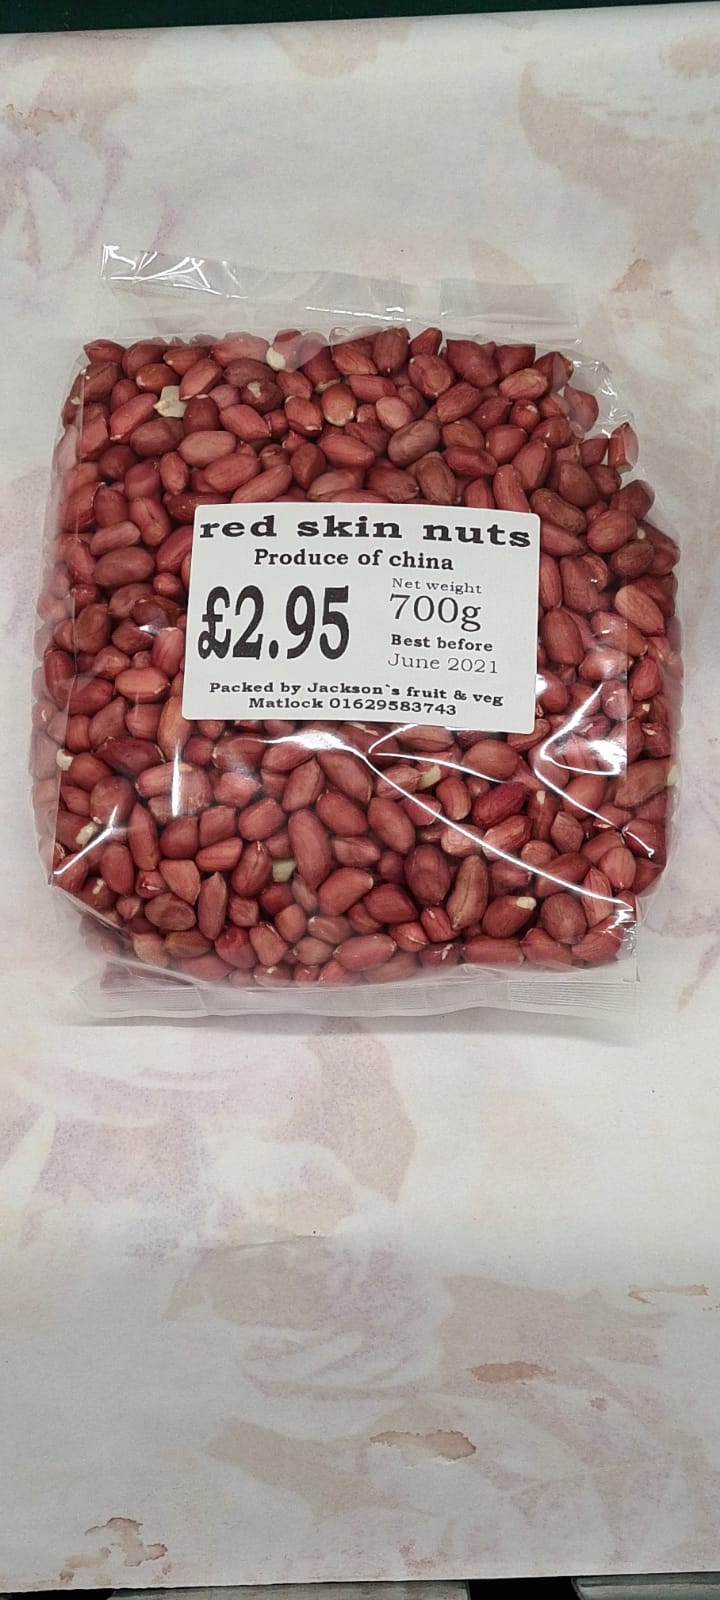 red skin nuts
Produce of china
£2.95
Net weight
700g
Best before
June 2021
Packed by Jackson`s fruit & veg
Matlock 01629583743